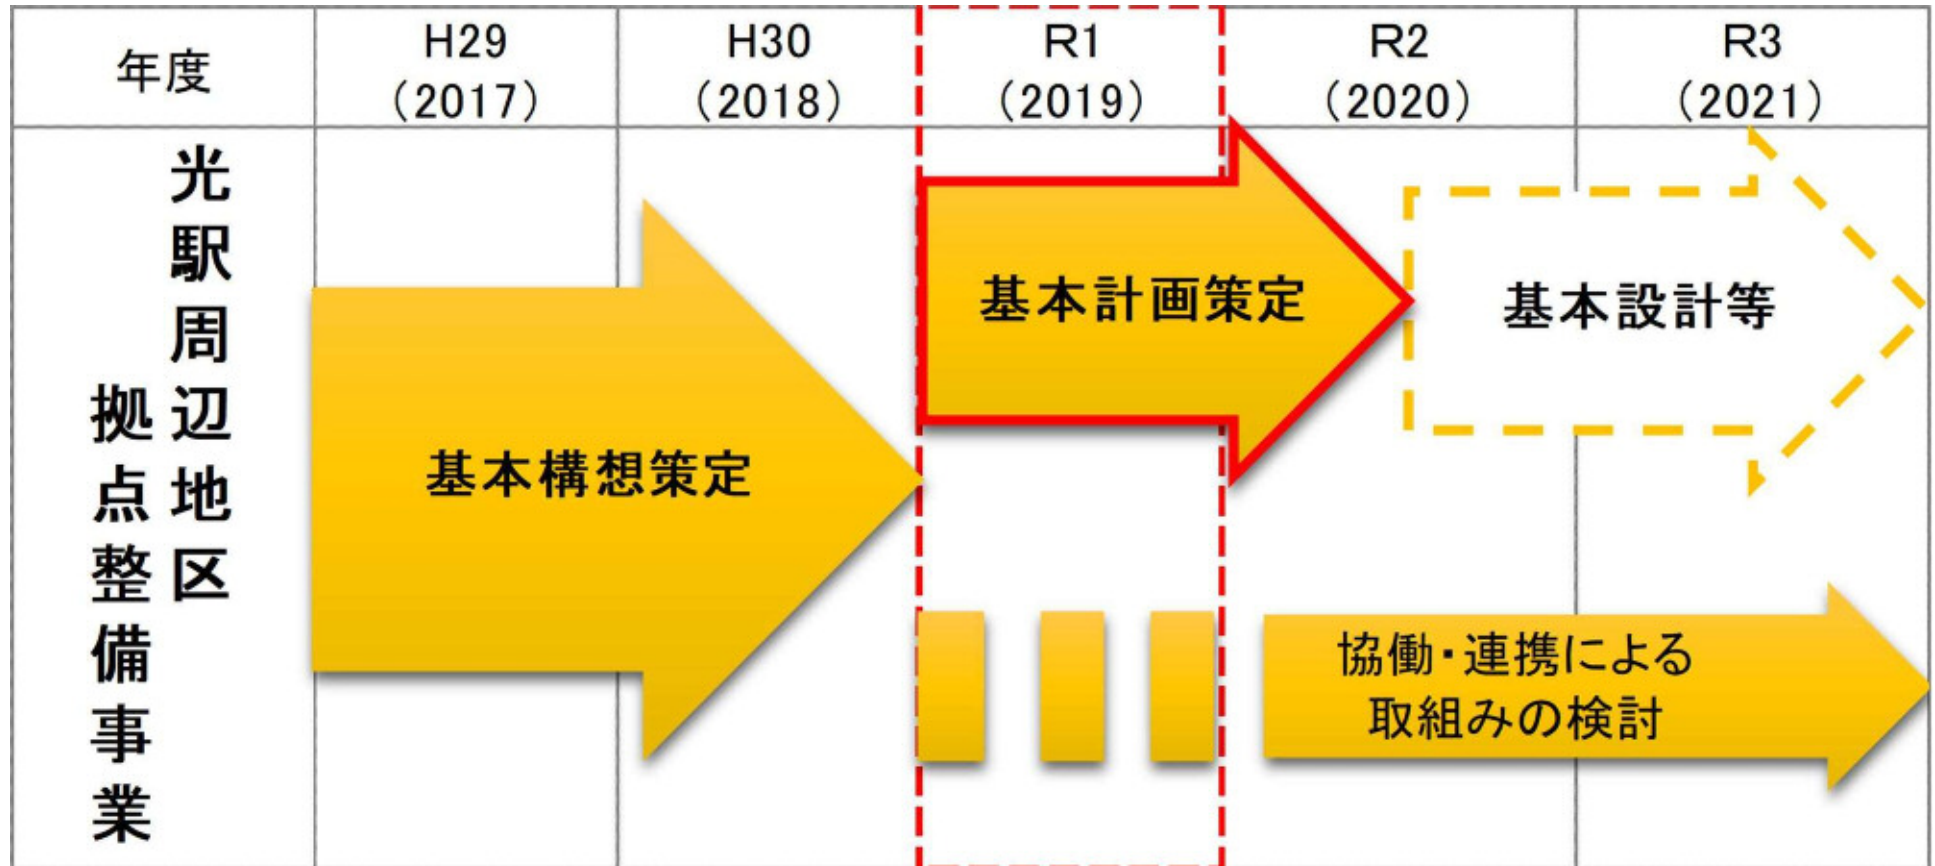 年度
H29
（2017）
H30
（2018）
R1
（2019）
R2
（2020）
R3
（2021）
光駅周辺地区
拠点整備事業
基本構想策定
基本計画策定
基本設計等
協働・連携による
取組みの検討